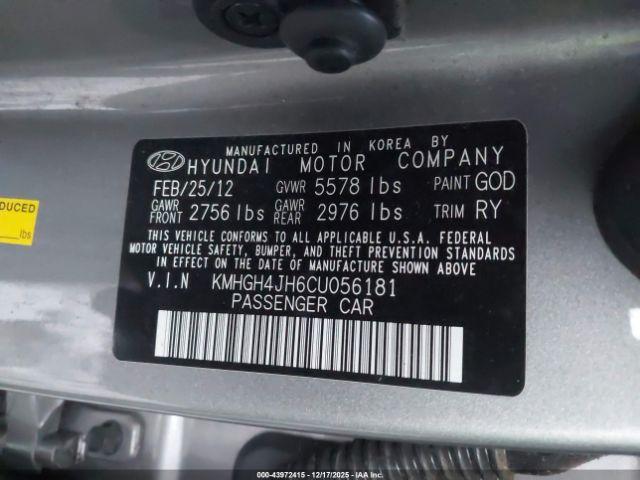 MANUFACTURED IN KOREA BY
HYUNDAI MOTOR COMPANY
FEB/25/12 GVWR 5578 lbs PAINT GOD
GAWR FRONT 2756 lbs GAWR REAR 2976 lbs TRIM RY
THIS VEHICLE CONFORMS TO ALL APPLICABLE U.S.A. FEDERAL
MOTOR VEHICLE SAFETY, BUMPER, AND THEFT PREVENTION STANDARDS
IN EFFECT ON THE DATE OF MANUFACTURE SHOWN ABOVE
V.I.N KMHGH4JH6CU056181
PASSENGER CAR
DUCED
lbs
000-43972415 - 12/17/2025 - IAAI.COM